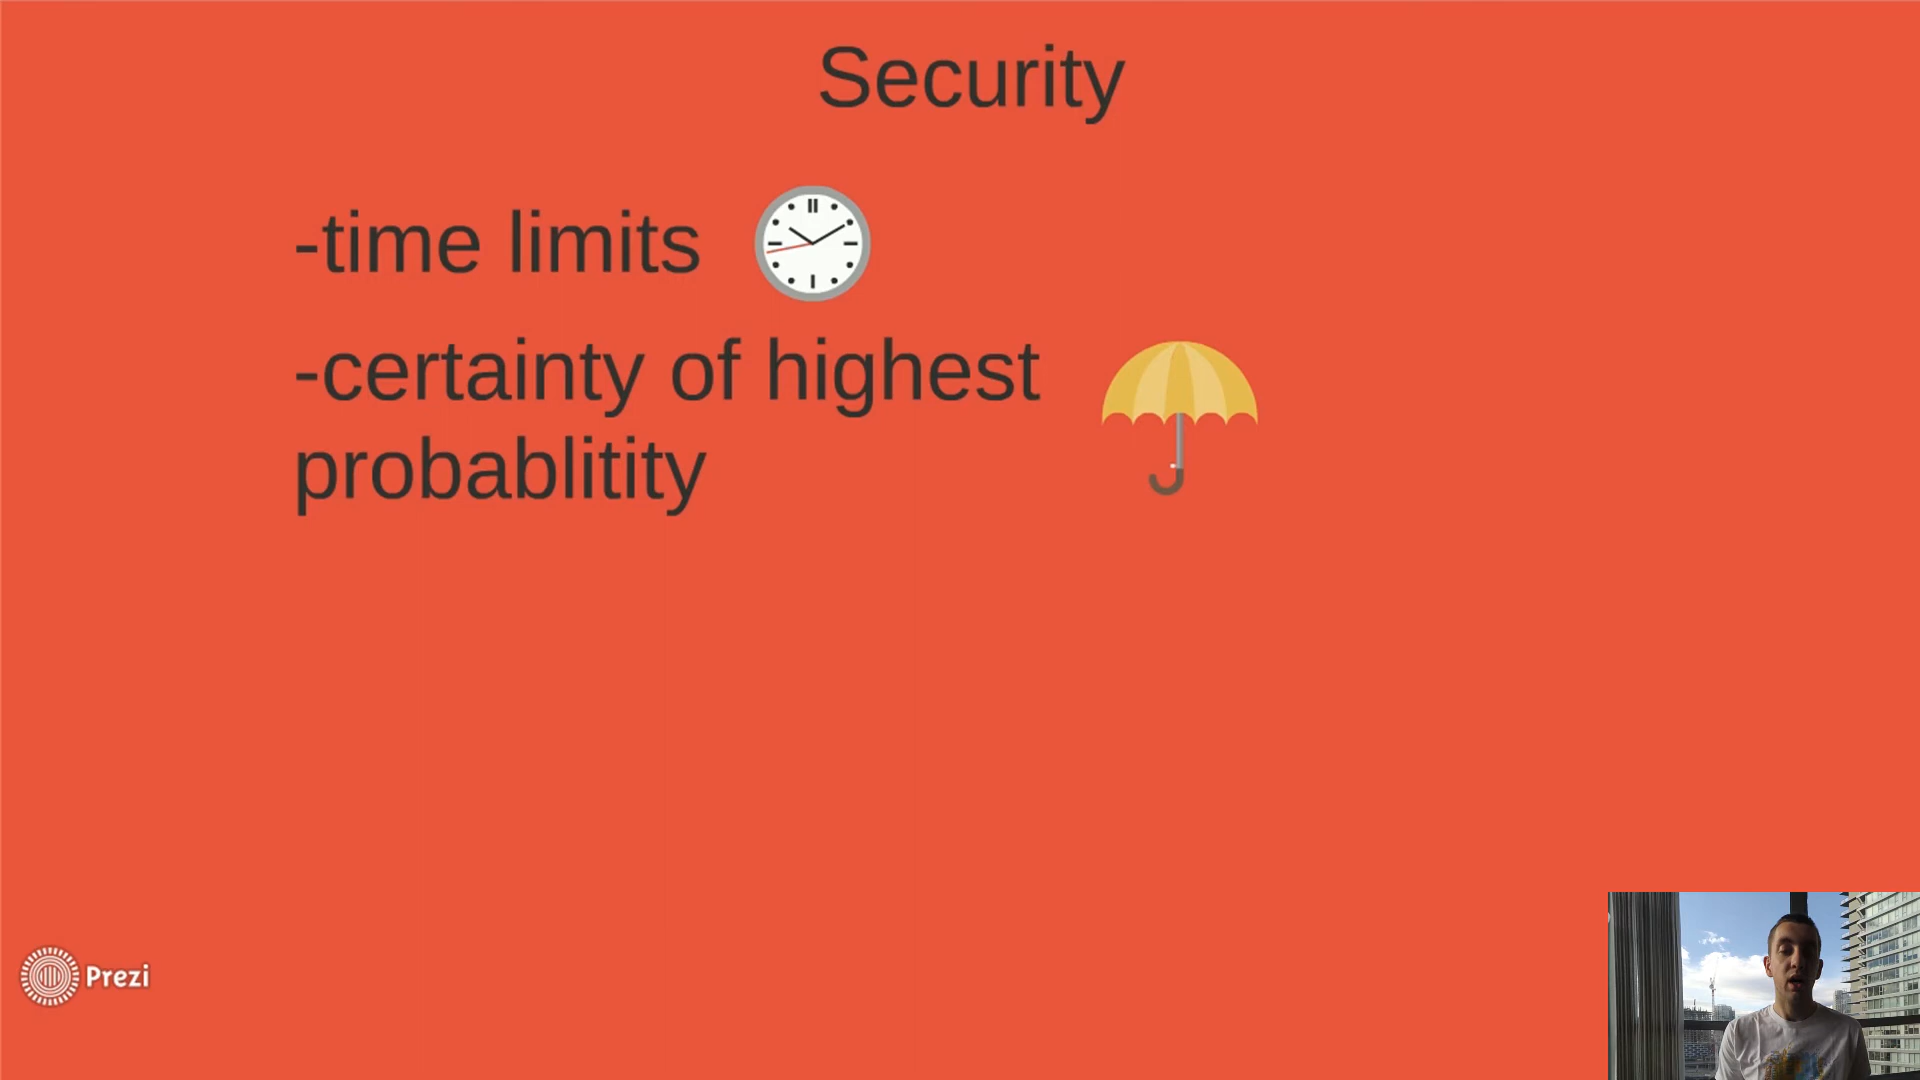 Security
-time limits
-certainty of highest
probablitity
Prezi